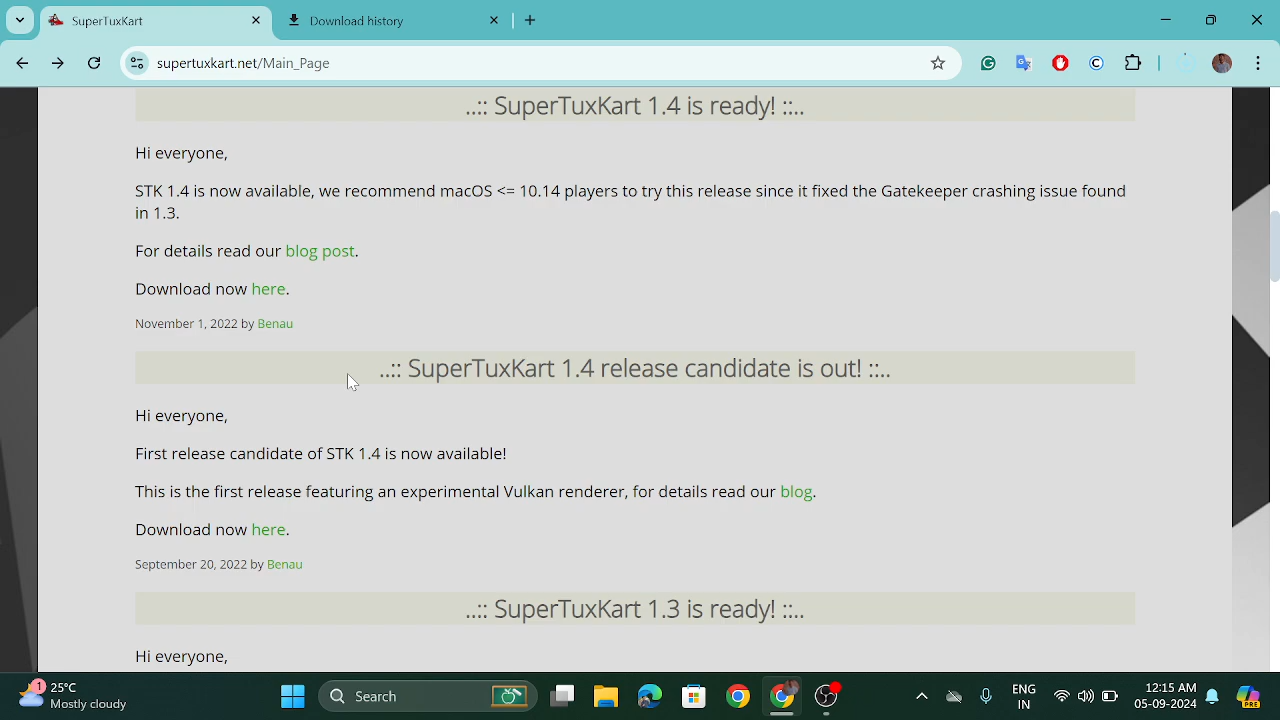 SuperTuxKart
Download history
supertuxkart.net/Main_Page
..:: SuperTuxKart 1.4 is ready! ::..
Hi everyone,
STK 1.4 is now available, we recommend macOS <= 10.14 players to try this release since it fixed the Gatekeeper crashing issue found
in 1.3.
For details read our blog post.
Download now here.
November 1, 2022 by Benau
..:: SuperTuxKart 1.4 release candidate is out! ::..
Hi everyone,
First release candidate of STK 1.4 is now available!
This is the first release featuring an experimental Vulkan renderer, for details read our blog.
Download now here.
September 20, 2022 by Benau
..:: SuperTuxKart 1.3 is ready! ::..
Hi everyone,
1
25°C
Mostly cloudy
Search
ENG
IN
12:15 AM
05-09-2024
PRE